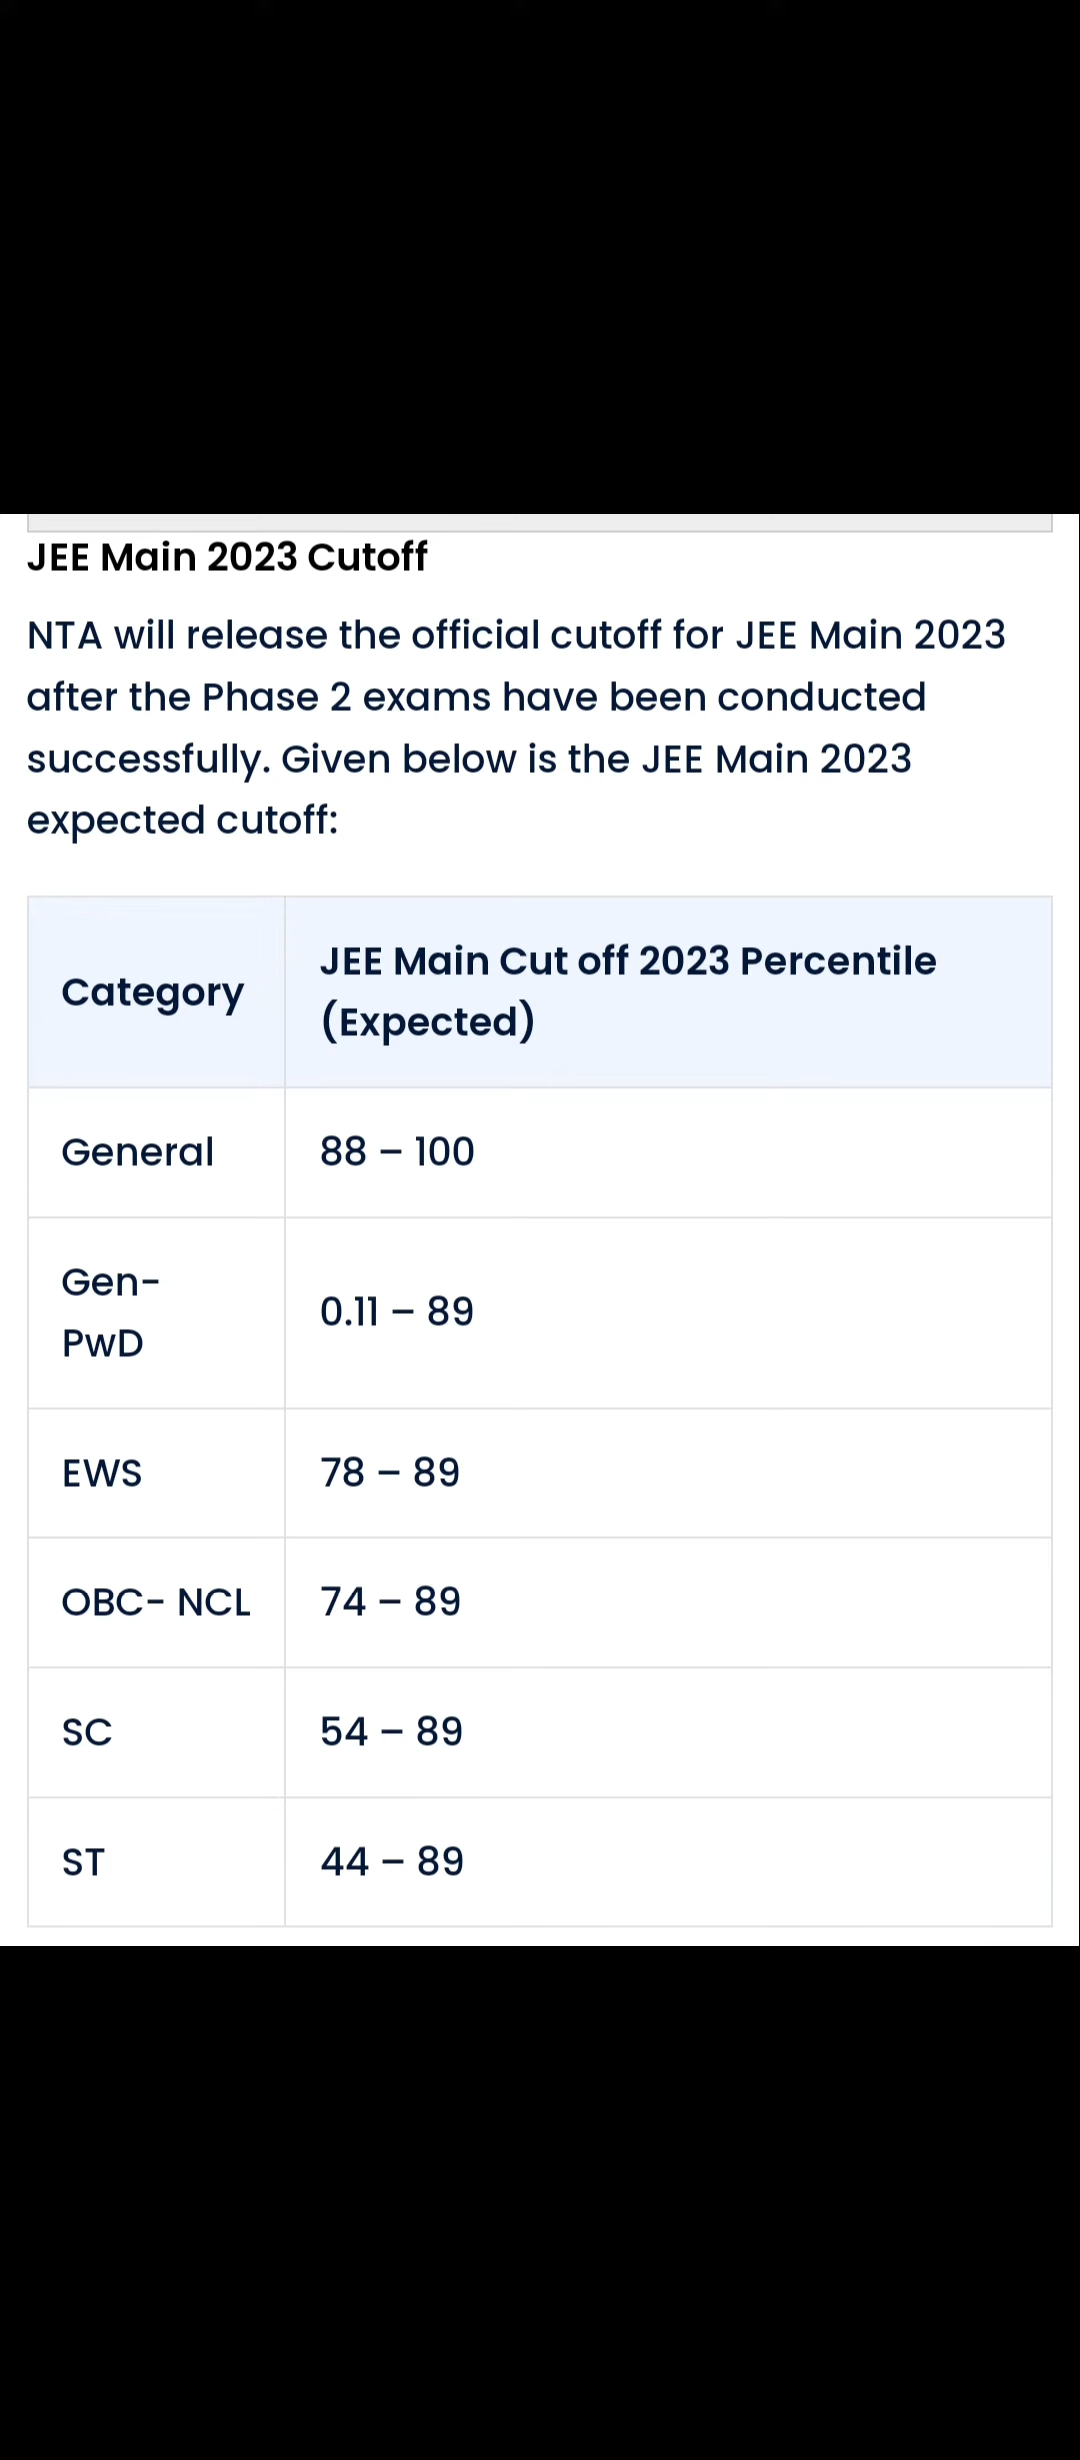 JEE Main 2023 Cutoff
NTA will release the official cutoff for JEE Main 2023
after the Phase 2 exams have been conducted
successfully. Given below is the JEE Main 2023
expected cutoff:
Category
JEE Main Cut off 2023 Percentile
(Expected)
General
88 – 100
Gen-
PwD
0.11 – 89
EWS
78 – 89
OBC- NCL
74 – 89
SC
54 – 89
ST
44 – 89